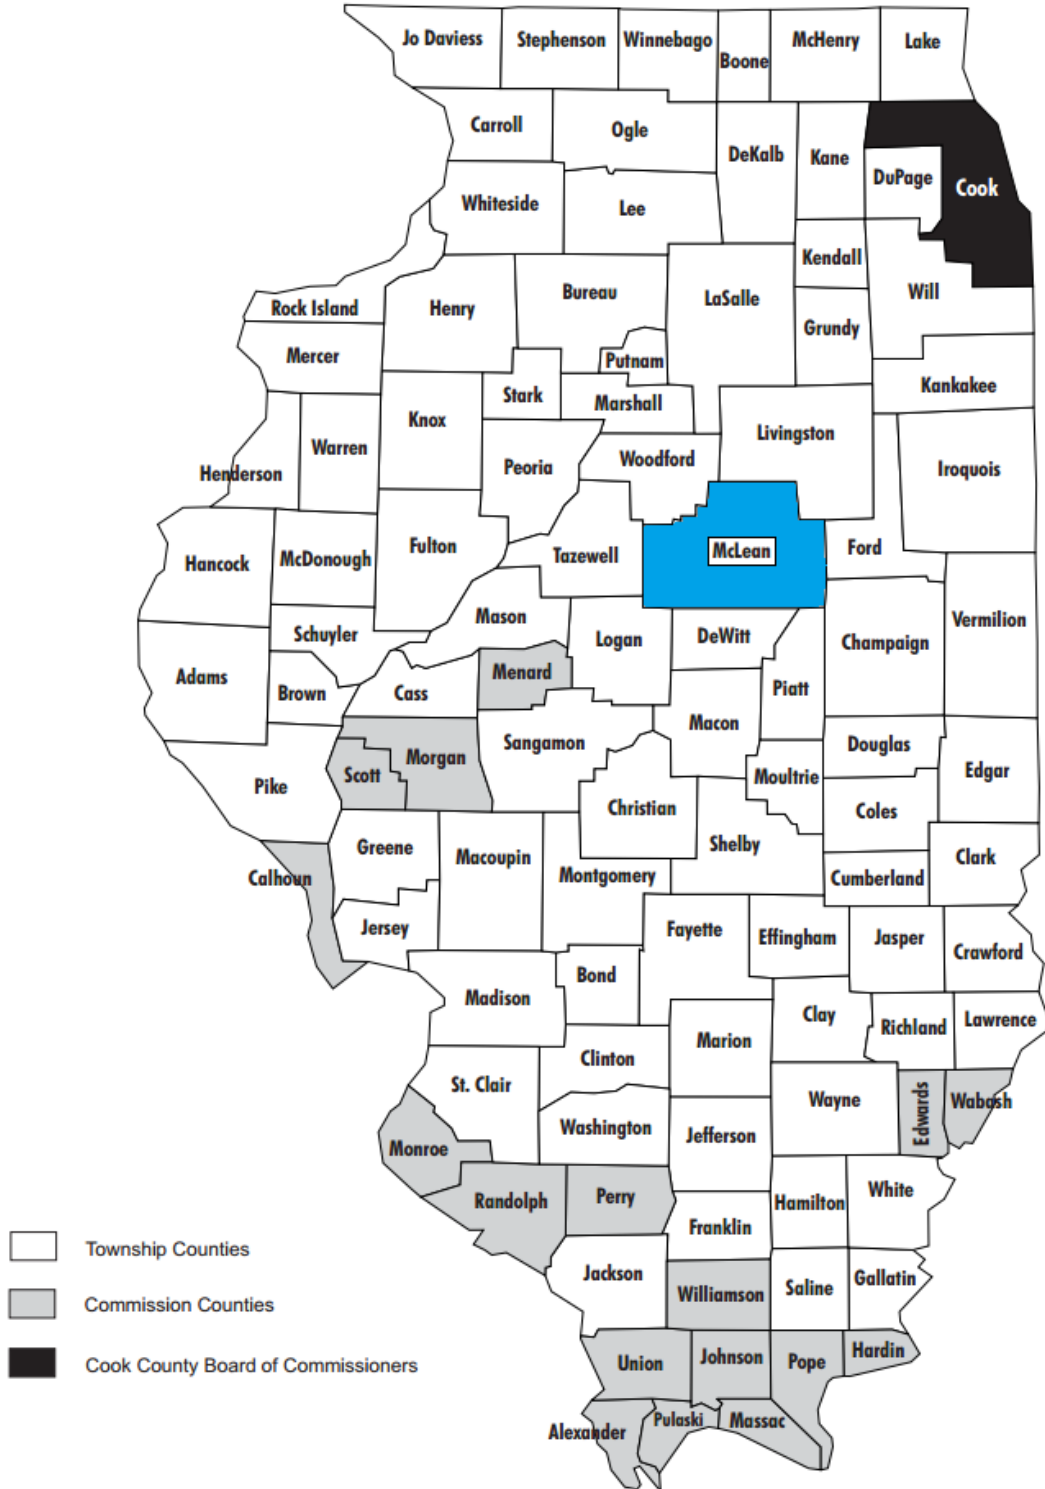 Jo Daviess
Stephenson
Winnebago
Boone
McHenry
Lake
Carroll
Ogle
DeKalb
Kane
DuPage
Cook
Whiteside
Lee
Kendall
Will
Rock Island
Henry
Bureau
LaSalle
Grundy
Mercer
Putnam
Kankakee
Stark
Marshall
Knox
Warren
Livingston
Henderson
Peoria
Woodford
Iroquois
Hancock
McDonough
Fulton
Tazewell
McLean
Ford
Mason
Schuyler
Logan
DeWitt
Champaign
Vermilion
Adams
Brown
Cass
Menard
Piatt
Macon
Sangamon
Douglas
Pike
Scott
Morgan
Christian
Moultrie
Edgar
Coles
Greene
Macoupin
Shelby
Clark
Calhoun
Montgomery
Cumberland
Jersey
Fayette
Effingham
Jasper
Crawford
Bond
Madison
Clay
Richland
Lawrence
Marion
Clinton
St. Clair
Wayne
Edwards
Wabash
Washington
Jefferson
Monroe
Randolph
Perry
Hamilton
White
Franklin
Jackson
Williamson
Saline
Gallatin
Union
Johnson
Pope
Hardin
Alexander
Pulaski
Massac
Township Counties
Commission Counties
Cook County Board of Commissioners